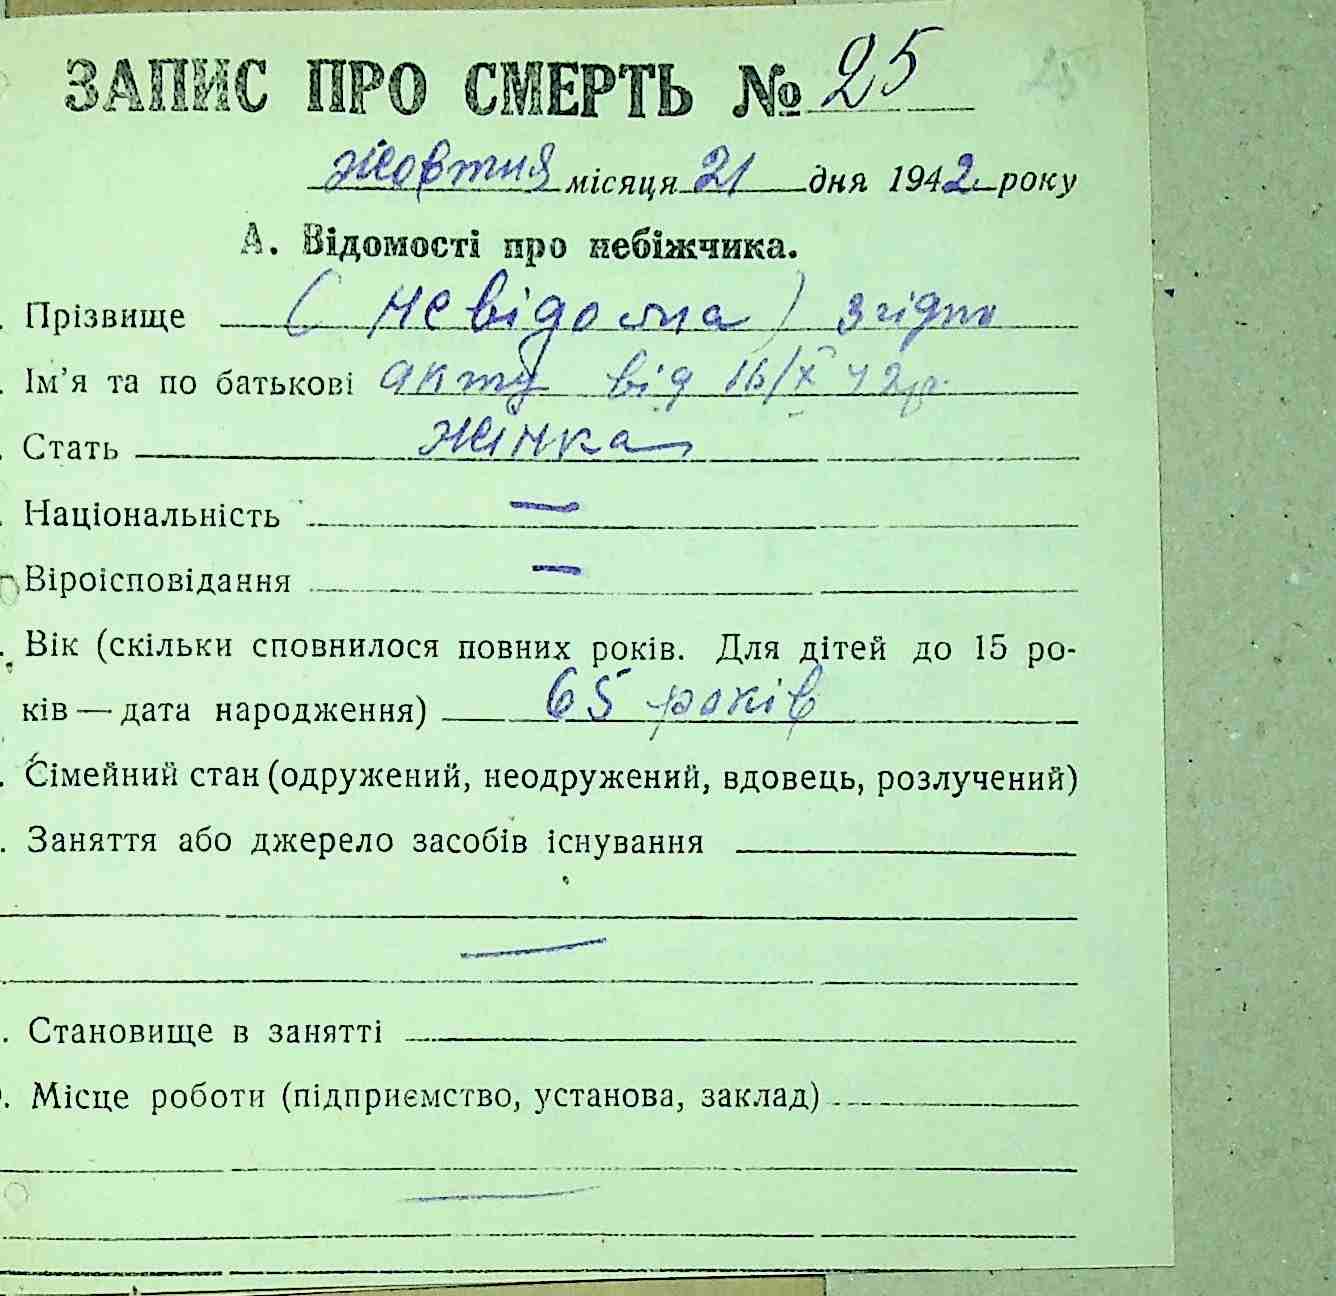 ЗАПИС ПРО СМЕРТЬ № 25
жовтня місяця 21 дня 1942 року
А. Відомості про небіжчика.
Прізвище (невідома) згідно
Ім'я та по батькові акту від 16/X 42р.
Стать жінка
Національність —
Віроісповідання —
Вік (скільки сповнилося повних років. Для дітей до 15 ро-
ків — дата народження) 65 років
Сімейний стан (одружений, неодружений, вдовець, розлучений)
Заняття або джерело засобів існування
—
Становище в занятті
Місце роботи (підприємство, установа, заклад)
—